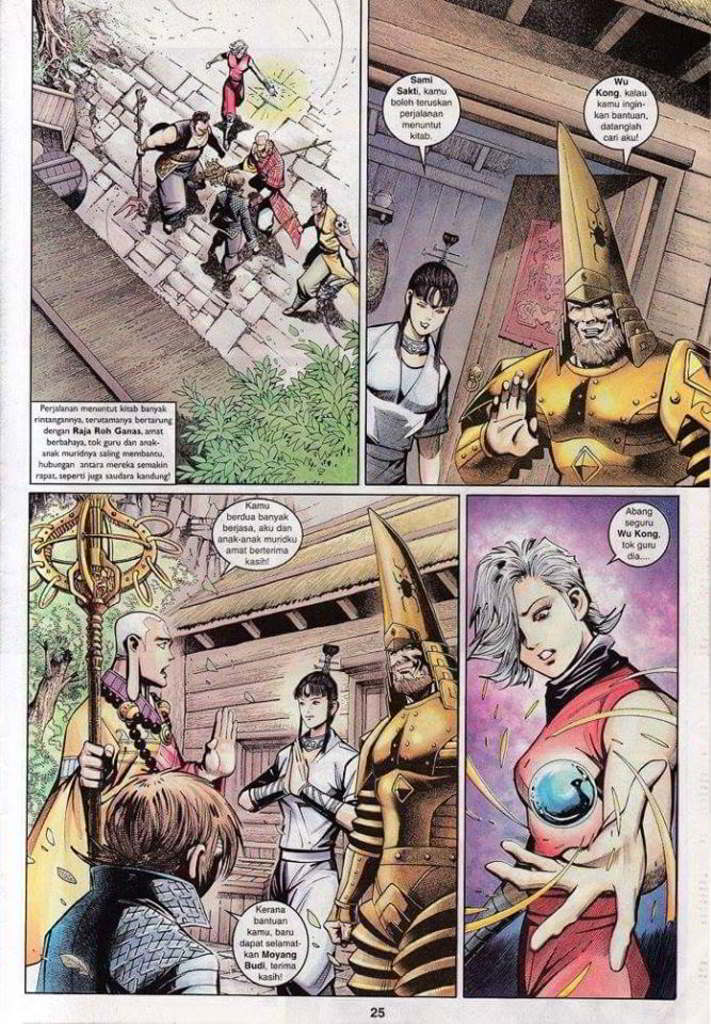 Sami
Sakti, kamu
boleh teruskan
perjalanan
menuntut
kitab.
Wu
Kong, kalau
kamu ingin-
kan bantuan,
datanglah
cari aku!
Perjalanan menuntut kitab banyak
rintangannya, terutamanya bertarung
dengan Raja Roh Ganas, amat
berbahaya, tok guru dan anak-
anak muridnya saling membantu,
hubungan antara mereka semakin
rapat, seperti juga saudara kandung!
Kamu
berdua banyak
berjasa, aku dan
anak-anak muridku
amat berterima
kasih!
Kerana
bantuan
kamu, baru
dapat selamat-
kan Moyang
Budi, terima
kasih!
Abang
seguru
Wu Kong,
tok guru
dia....
25